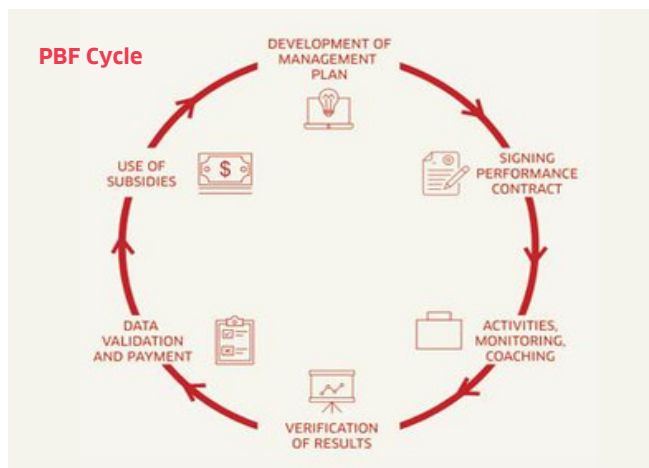 PBF Cycle
DEVELOPMENT OF
MANAGEMENT
PLAN
SIGNING
PERFORMANCE
CONTRACT
ACTIVITIES,
MONITORING,
COACHING
VERIFICATION
OF RESULTS
DATA
VALIDATION
AND PAYMENT
USE OF
SUBSIDIES
$